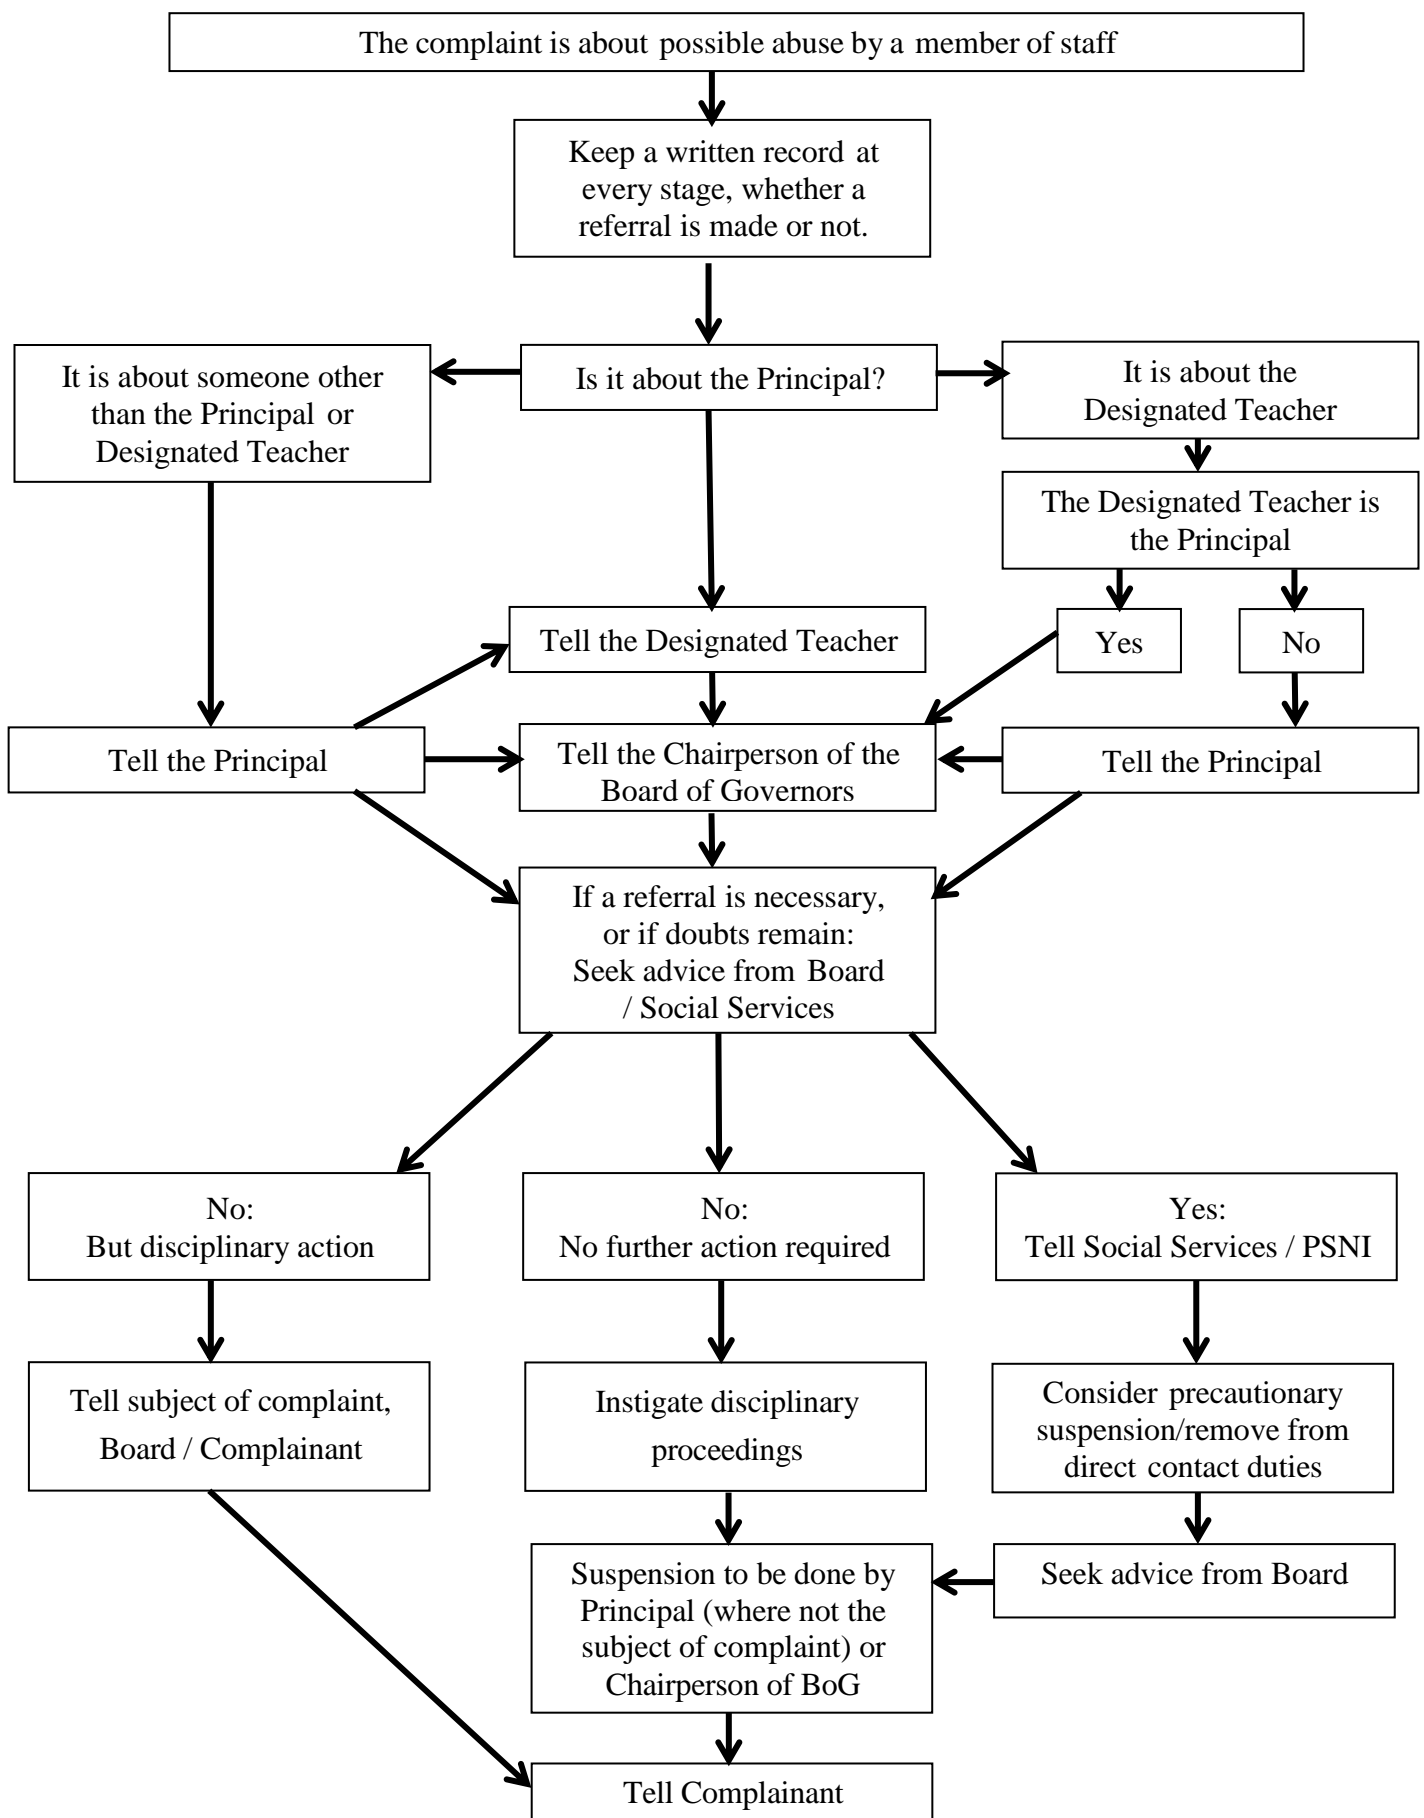 The complaint is about possible abuse by a member of staff
Keep a written record at
every stage, whether a
referral is made or not.
It is about someone other
than the Principal or
Designated Teacher
Is it about the Principal?
It is about the
Designated Teacher
The Designated Teacher is
the Principal
Tell the Designated Teacher
Yes
No
Tell the Principal
Tell the Chairperson of the
Board of Governors
Tell the Principal
If a referral is necessary,
or if doubts remain:
Seek advice from Board
/ Social Services
No:
But disciplinary action
No:
No further action required
Yes:
Tell Social Services / PSNI
Tell subject of complaint,
Board / Complainant
Instigate disciplinary
proceedings
Consider precautionary
suspension/remove from
direct contact duties
Suspension to be done by
Principal (where not the
subject of complaint) or
Chairperson of BoG
Seek advice from Board
Tell Complainant